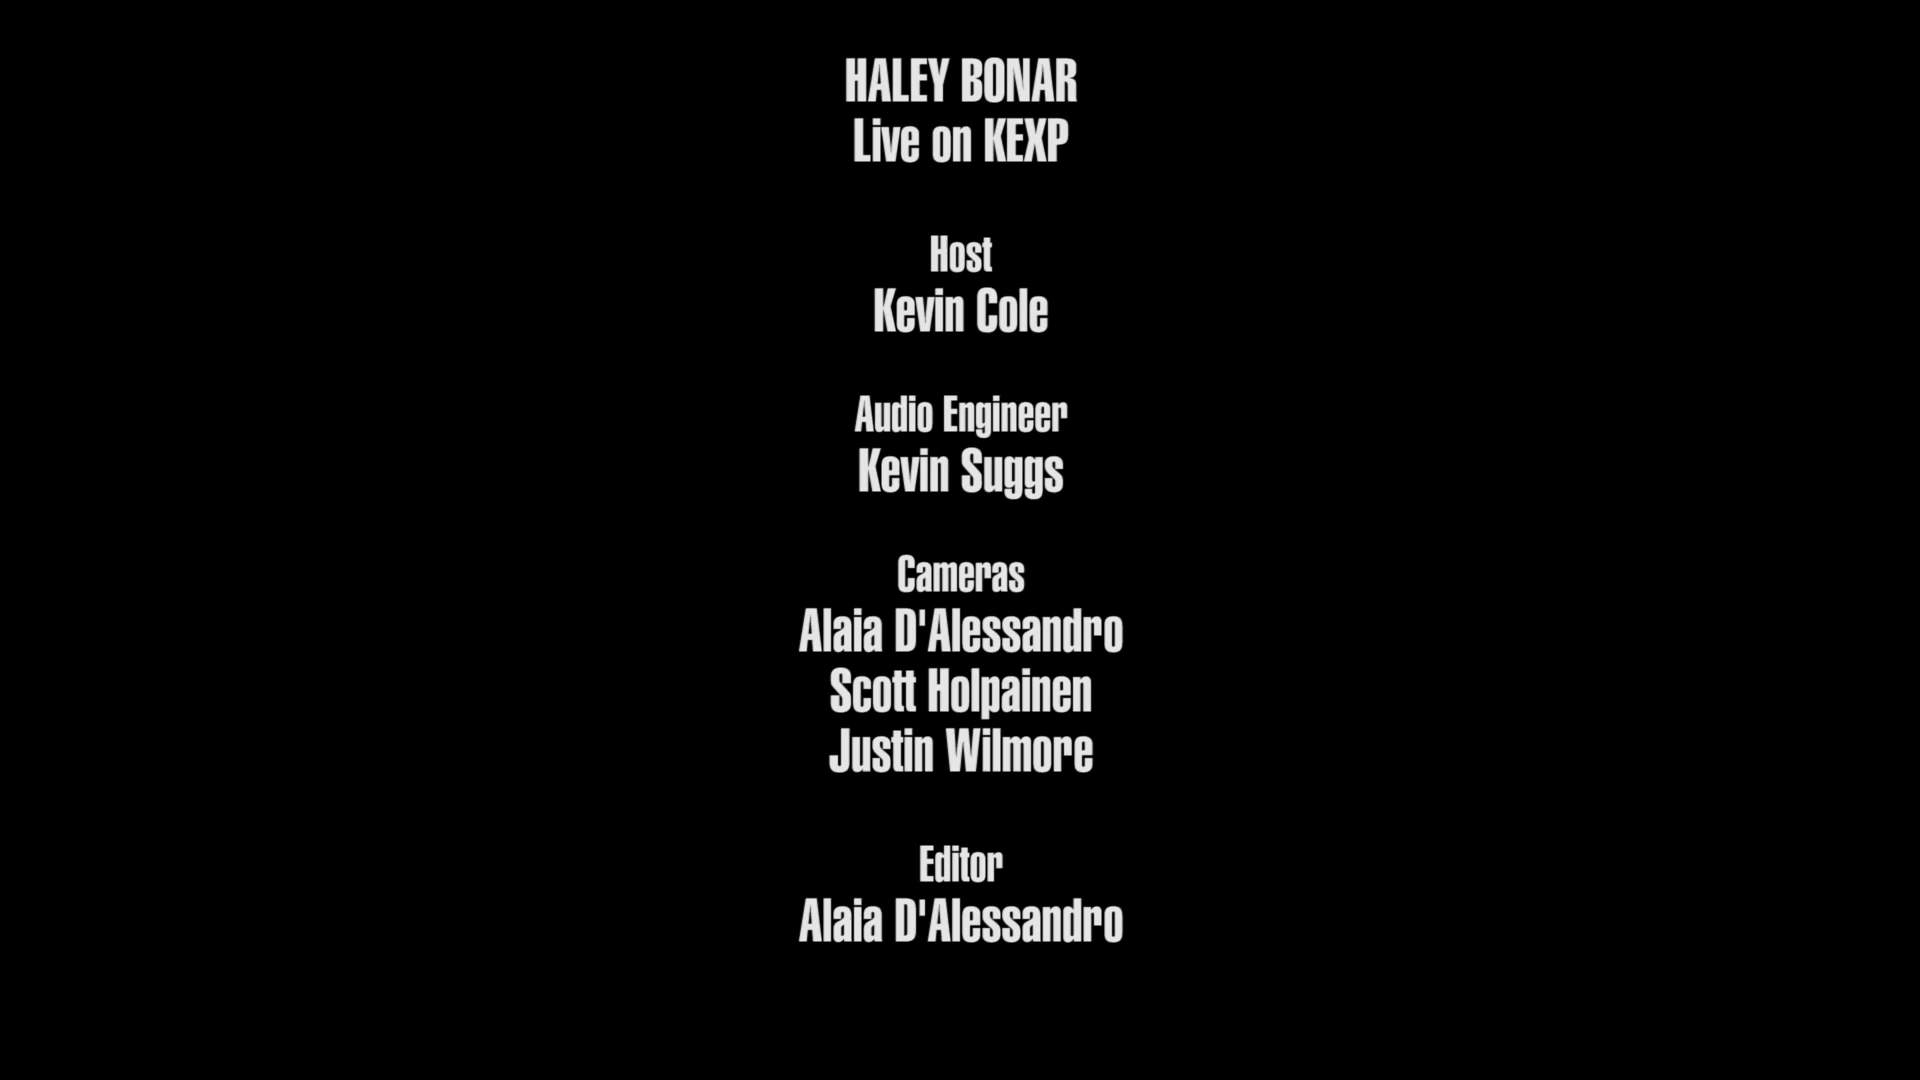 HALEY BONAR
Live on KEXP
Host
Kevin Cole
Audio Engineer
Kevin Suggs
Cameras
Alaia D'Alessandro
Scott Holpainen
Justin Wilmore
Editor
Alaia D'Alessandro